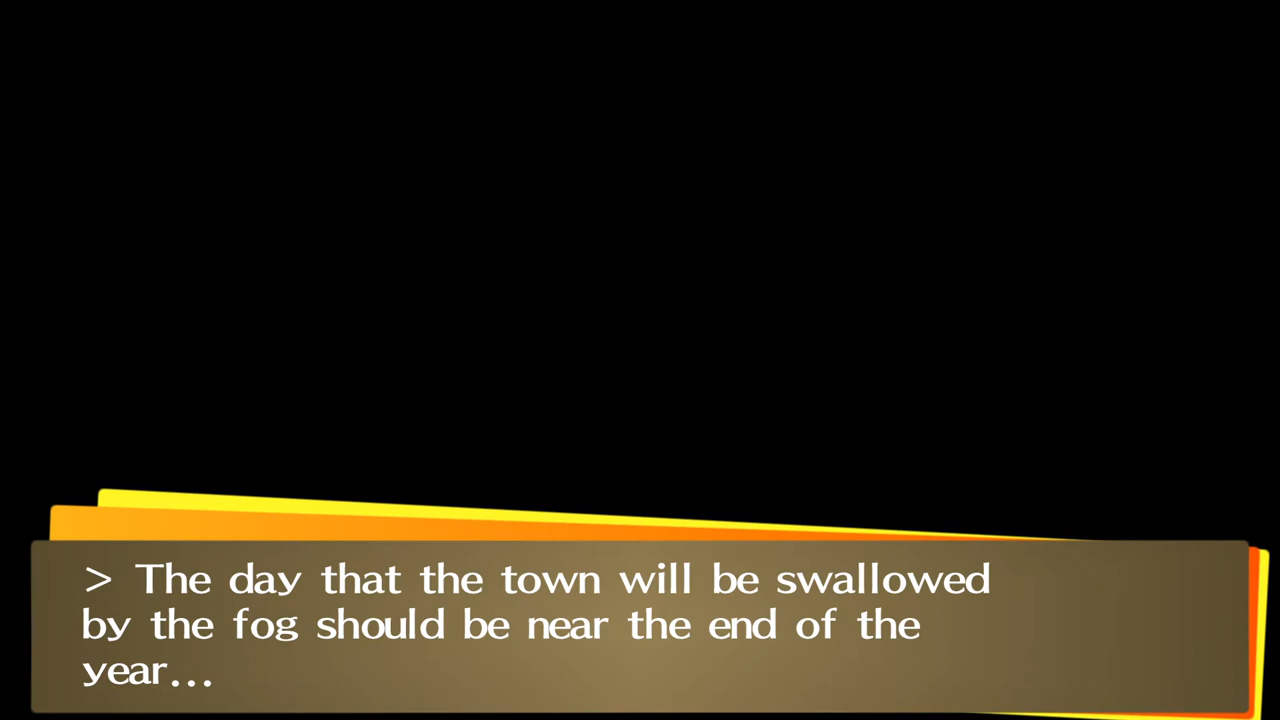 > The day that the town will be swallowed
by the fog should be near the end of the
year...